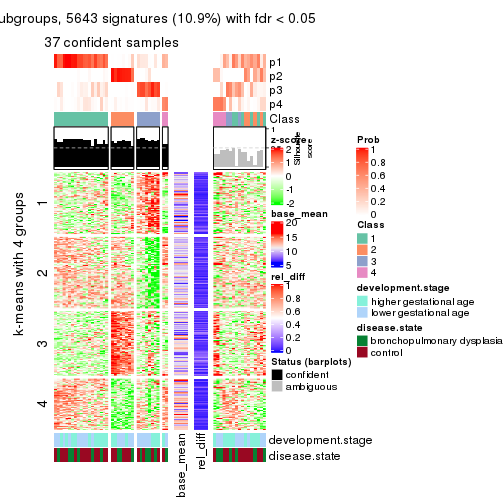 ubgroups, 5643 signatures (10.9%) with fdr < 0.05
37 confident samples
p1
p2
p3
p4
Class
1
Silhouette
score
k-means with 4 groups
1
2
3
4
base_mean
rel_diff
development.stage
disease.state
z-score
2
1
0
-1
-2
base_mean
20
15
10
5
rel_diff
1
0.8
0.6
0.4
0.2
0
Status (barplots)
confident
ambiguous
Prob
1
0.8
0.6
0.4
0.2
0
Class
1
2
3
4
development.stage
higher gestational age
lower gestational age
disease.state
bronchopulmonary dysplasia
control